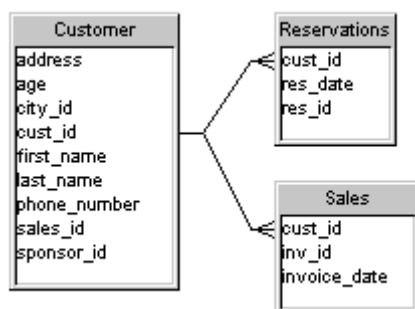 Customer
address
age
city_id
cust_id
first_name
last_name
phone_number
sales_id
sponsor_id
Reservations
cust_id
res_date
res_id
Sales
cust_id
inv_id
invoice_date